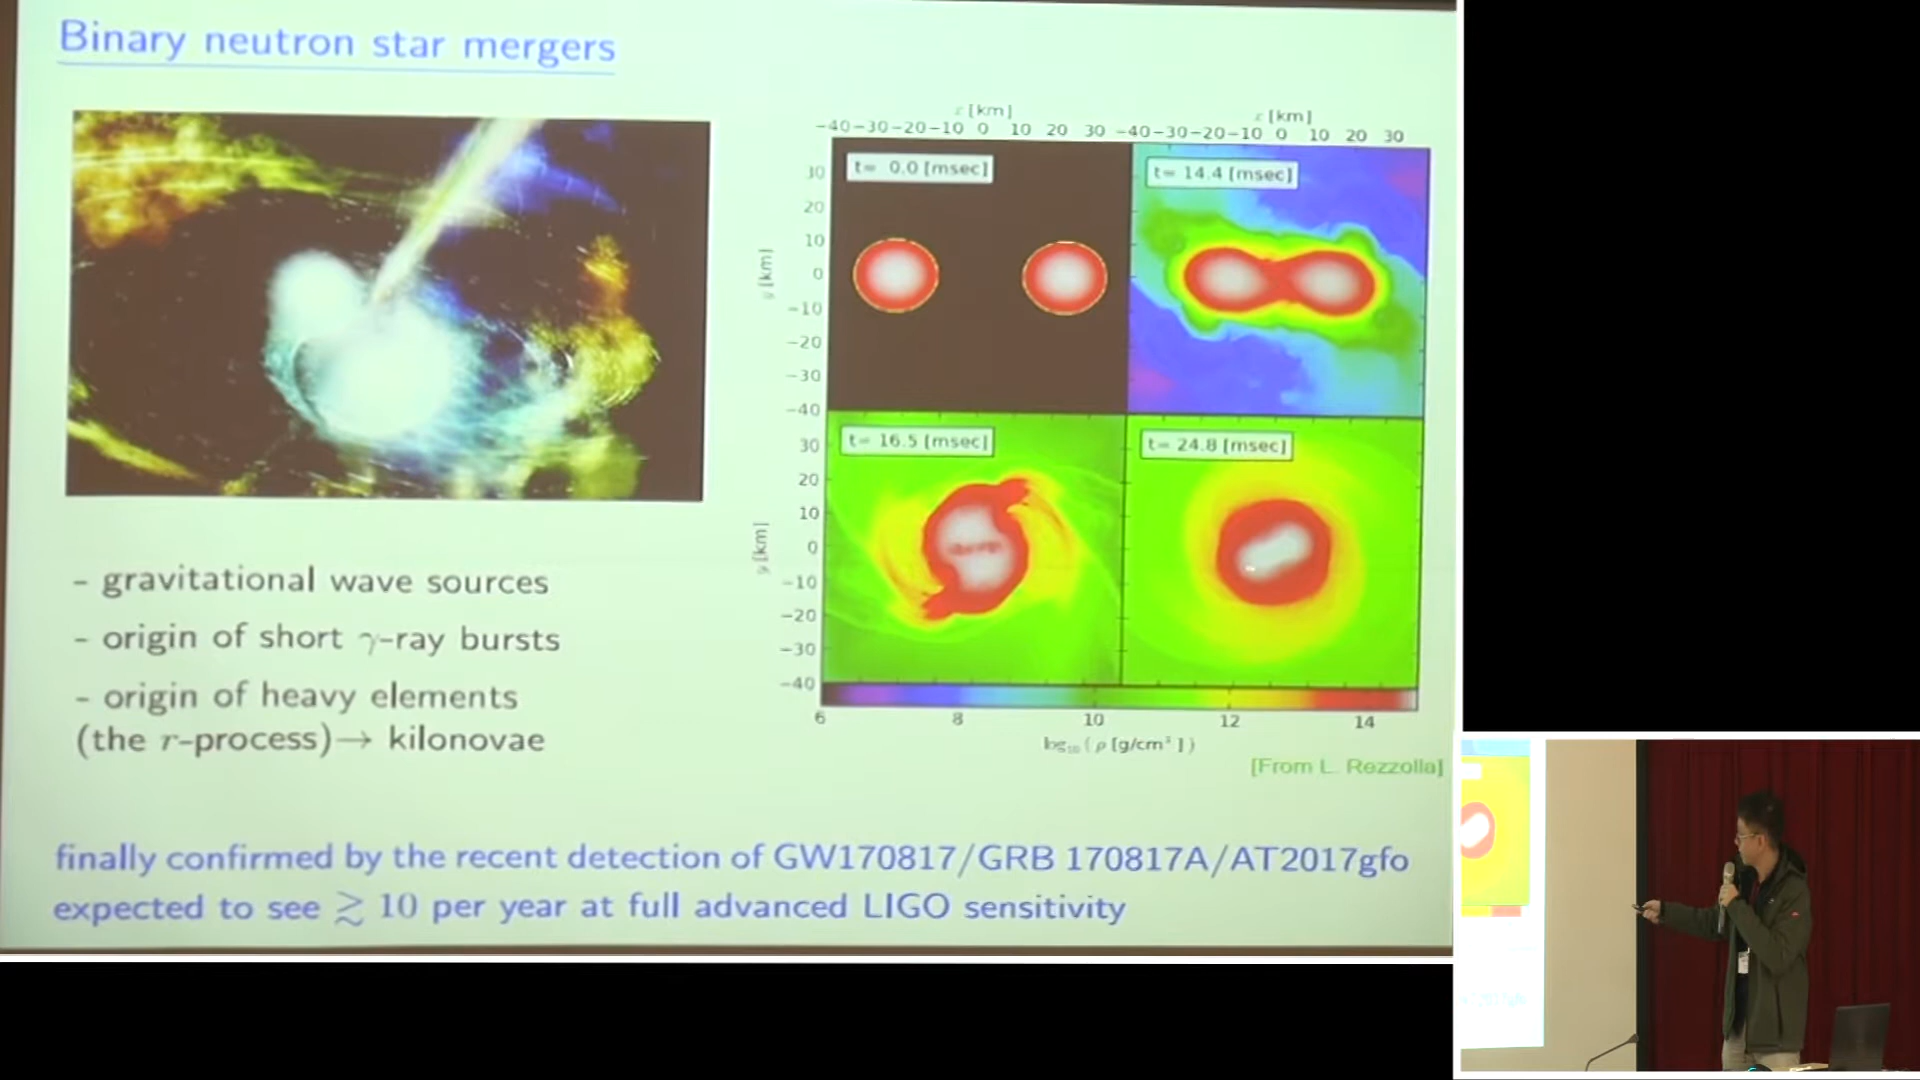 Binary neutron star mergers
x [km] x [km]
−40−30−20−10 0 10 20 30 −40−30−20−10 0 10 20 30
t= 0.0 [msec]
t= 14.4 [msec]
30
20
10
0
−10
−20
−30
−40
y [km]
t= 16.5 [msec]
t= 24.8 [msec]
30
20
10
0
−10
−20
−30
−40
y [km]
6 8 10 12 14
log₁₀ ( ρ [g/cm³ ] )
[From L. Rezzolla]
– gravitational wave sources
– origin of short γ-ray bursts
– origin of heavy elements
(the r-process)→ kilonovae
finally confirmed by the recent detection of GW170817/GRB 170817A/AT2017gfo
expected to see ≳ 10 per year at full advanced LIGO sensitivity